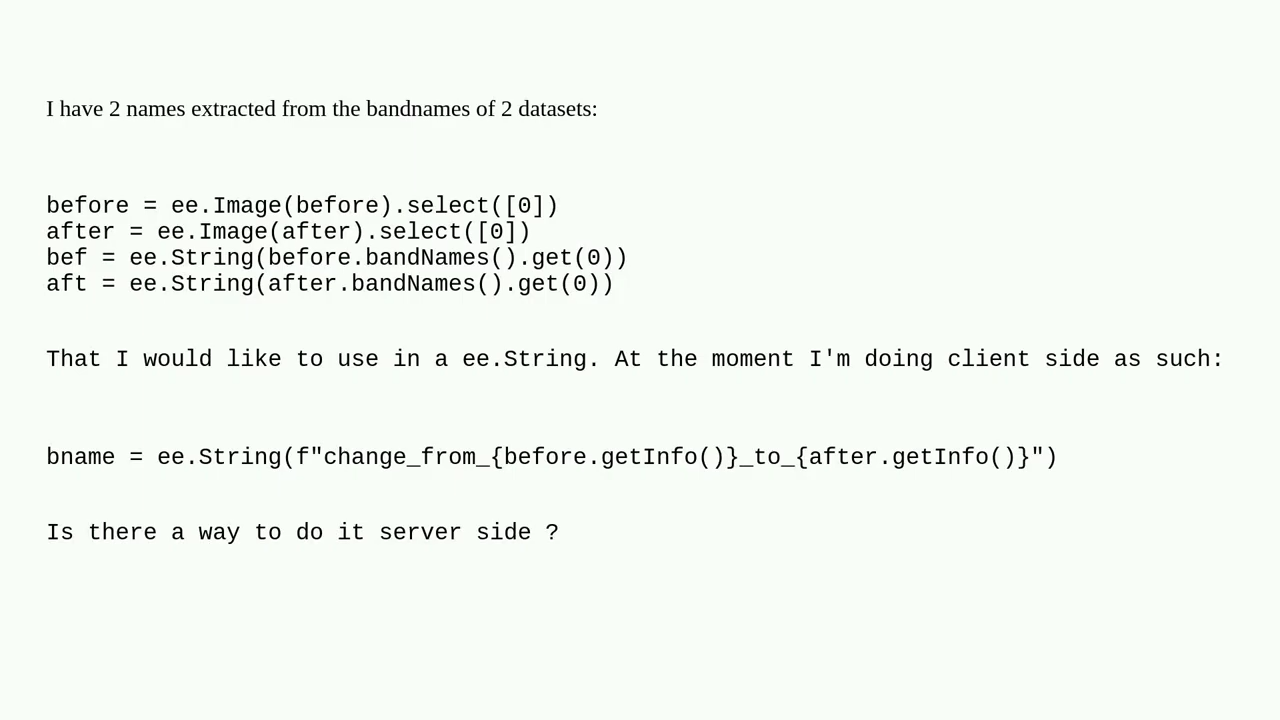 I have 2 names extracted from the bandnames of 2 datasets:
before = ee.Image(before).select([0])
after = ee.Image(after).select([0])
bef = ee.String(before.bandNames().get(0))
aft = ee.String(after.bandNames().get(0))
That I would like to use in a ee.String. At the moment I'm doing client side as such:
bname = ee.String(f"change_from_{before.getInfo()}_to_{after.getInfo()}")
Is there a way to do it server side ?